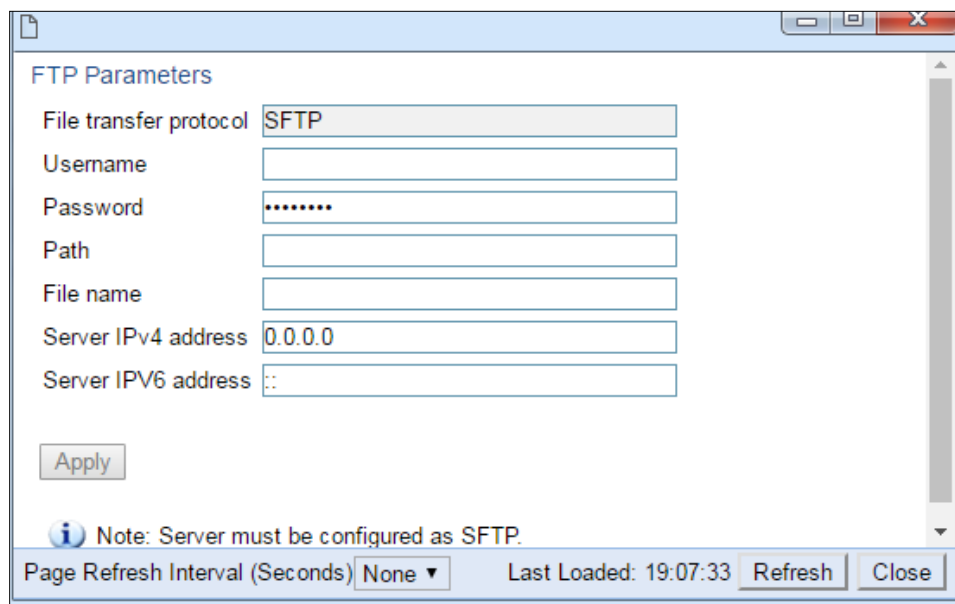 FTP Parameters
File transfer protocol SFTP
Username
Password ••••••••
Path
File name
Server IPv4 address 0.0.0.0
Server IPV6 address ::
Apply
Note: Server must be configured as SFTP.
Page Refresh Interval (Seconds) None ▼ Last Loaded: 19:07:33 Refresh Close